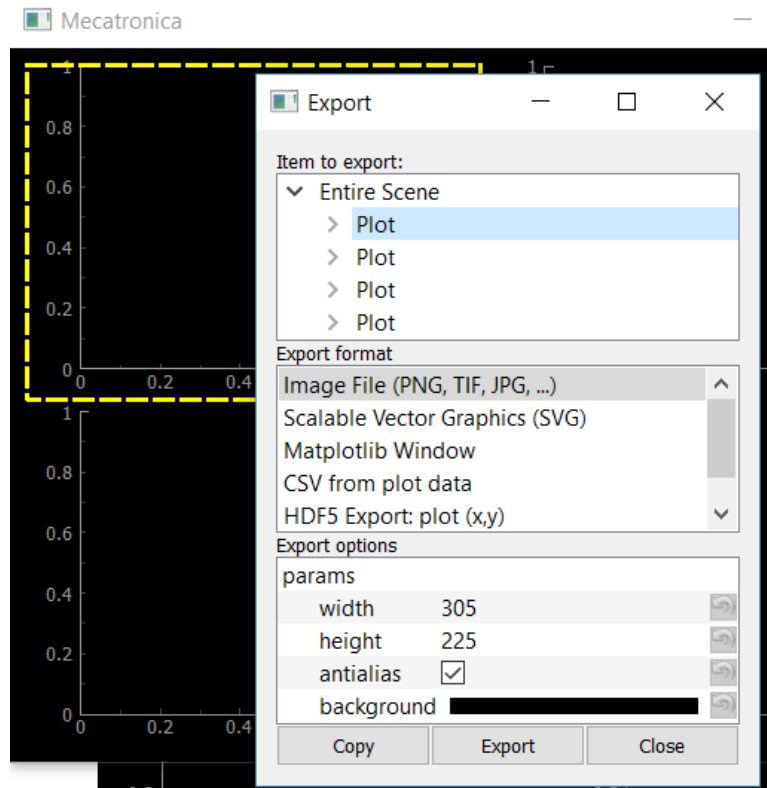 Mecatronica
1
0.8
0.6
0.4
0.2
0
0 0.2 0.4
1
1
0.8
0.6
0.4
0.2
0
0 0.2 0.4
Export
Item to export:
Entire Scene
Plot
Plot
Plot
Plot
Export format
Image File (PNG, TIF, JPG, ...)
Scalable Vector Graphics (SVG)
Matplotlib Window
CSV from plot data
HDF5 Export: plot (x,y)
Export options
params
width 305
height 225
antialias
background
Copy Export Close